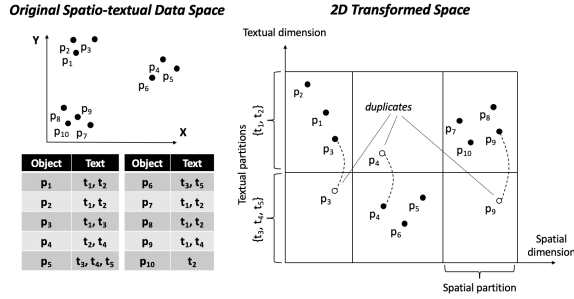 Original Spatio-textual Data Space
Y
p2 p3
p1
p4
p5
p6
p8
p9
p10
p7
X
Object Text Object Text
p1 t1, t2 p6 t3, t5
p2 t1, t2 p7 t1, t2
p3 t1, t3 p8 t1, t2
p4 t2, t4 p9 t1, t4
p5 t3, t4, t5 p10 t2
2D Transformed Space
Textual dimension
Textual partitions
{t1, t2}
{t3, t4, t5}
duplicates
p2
p1
p3
p4
p7
p8
p9
p10
p3
p4
p5
p6
p9
Spatial
dimension
Spatial partition